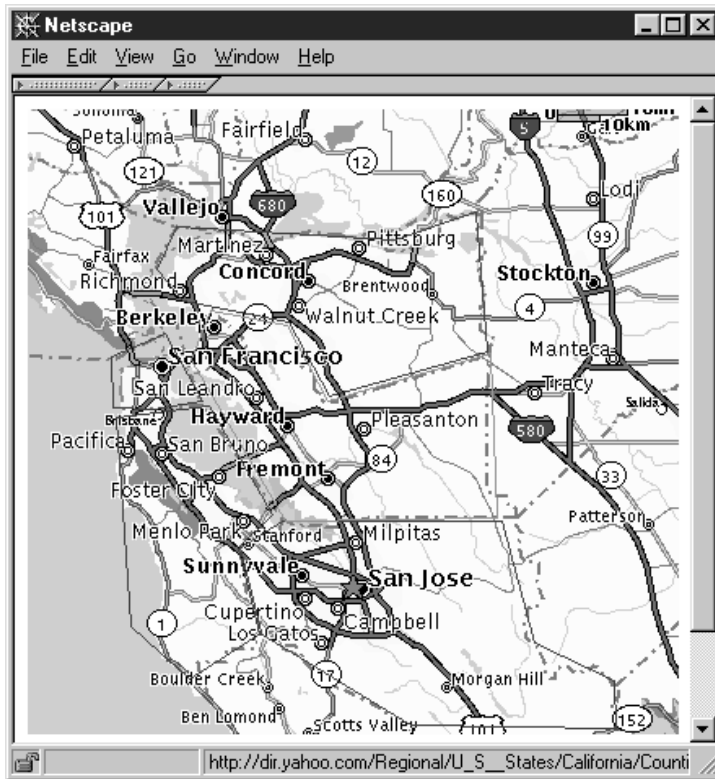 Netscape
File Edit View Go Window Help
Sonoma
Petaluma
Fairfield
5
0
10km
12
121
160
Lodi
101
Vallejo
680
99
Martinez
Pittsburg
Fairfax
Concord
Stockton
Richmond
Brentwood
Berkeley
24
Walnut Creek
4
San Francisco
Manteca
San Leandro
Tracy
Salida
Brisbane
Hayward
Pleasanton
580
Pacifica
San Bruno
84
Fremont
33
Foster City
Patterson
Menlo Park
Stanford
Milpitas
Sunnyvale
San Jose
Cupertino
Campbell
1
Los Gatos
17
Boulder Creek
Morgan Hill
Ben Lomond
101
152
Scotts Valley
http://dir.yahoo.com/Regional/U_S__States/California/Counti